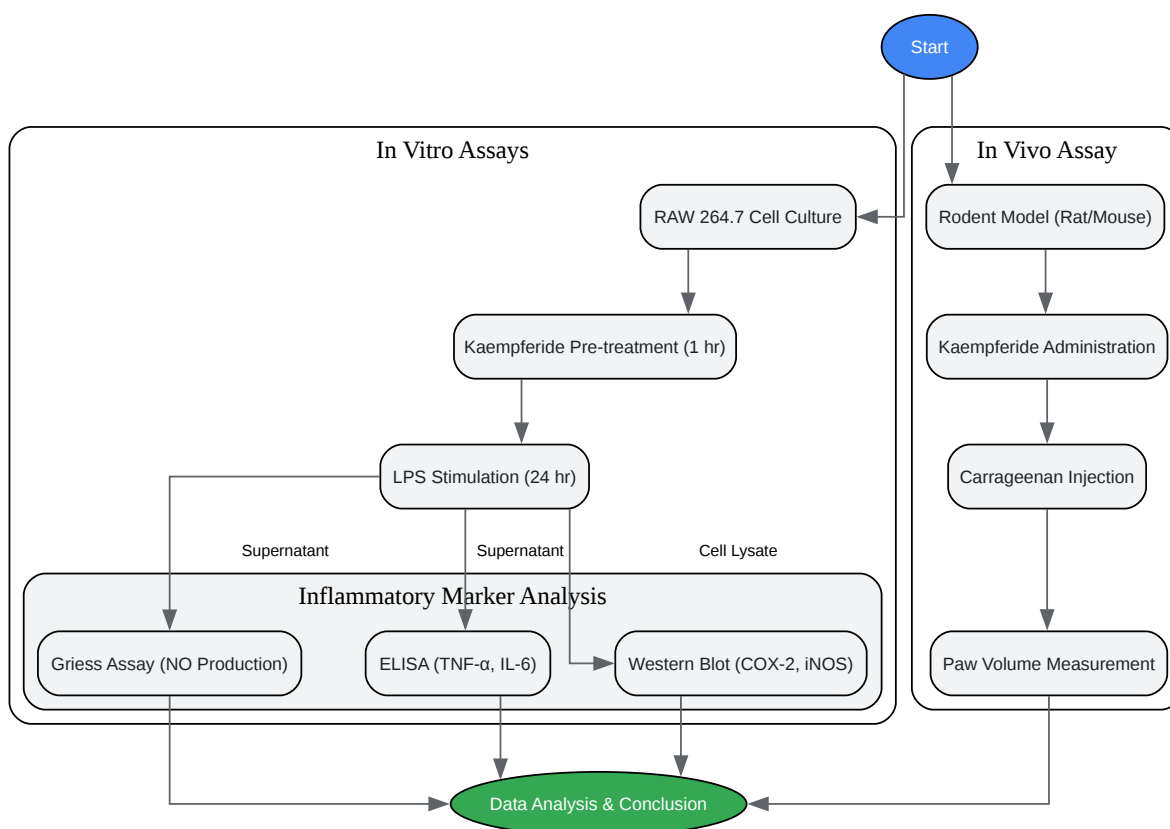 Start
In Vitro Assays
In Vivo Assay
RAW 264.7 Cell Culture
Rodent Model (Rat/Mouse)
Kaempferide Pre-treatment (1 hr)
Kaempferide Administration
LPS Stimulation (24 hr)
Carrageenan Injection
Supernatant
Supernatant
Cell Lysate
Inflammatory Marker Analysis
Griess Assay (NO Production)
ELISA (TNF-α, IL-6)
Western Blot (COX-2, iNOS)
Paw Volume Measurement
Data Analysis & Conclusion